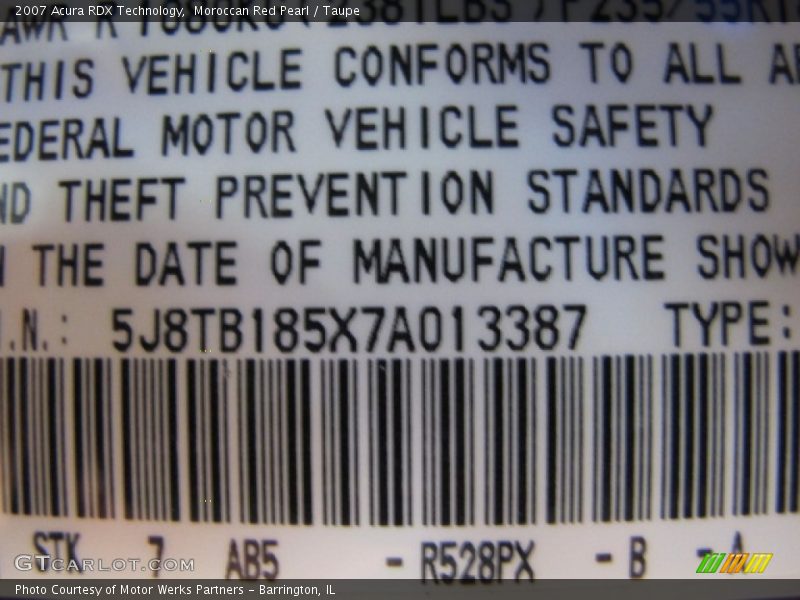 2007 Acura RDX Technology, Moroccan Red Pearl / Taupe
THIS VEHICLE CONFORMS TO ALL
FEDERAL MOTOR VEHICLE SAFETY
ND THEFT PREVENTION STANDARDS
THE DATE OF MANUFACTURE SHOW
.N.: 5J8TB185X7A013387 TYPE:
STK 7 AB5 - R528PX - B - A
GTCARLOT.COM
Photo Courtesy of Motor Werks Partners – Barrington, IL